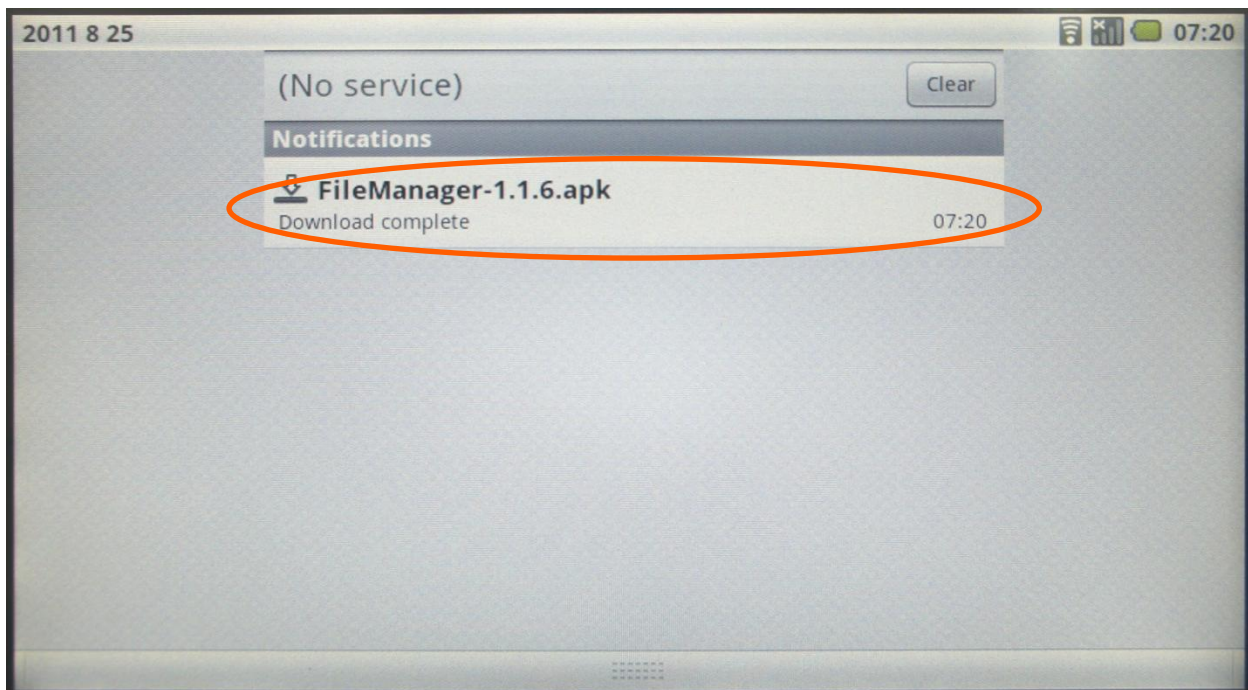 2011 8 25
07:20
(No service)
Clear
Notifications
FileManager-1.1.6.apk
Download complete
07:20